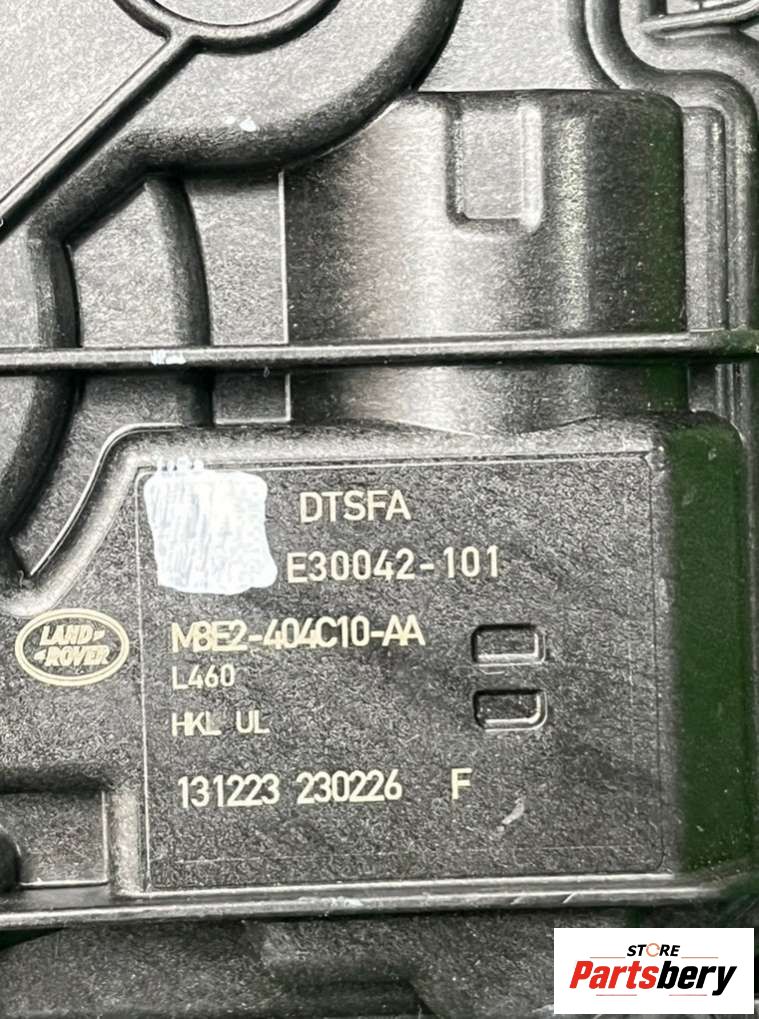 DTSFA
E30042-101
LAND-
-ROVER
M8E2-404C10-AA
L460
HKL UL
131223 230226 F
STORE
Partsbery